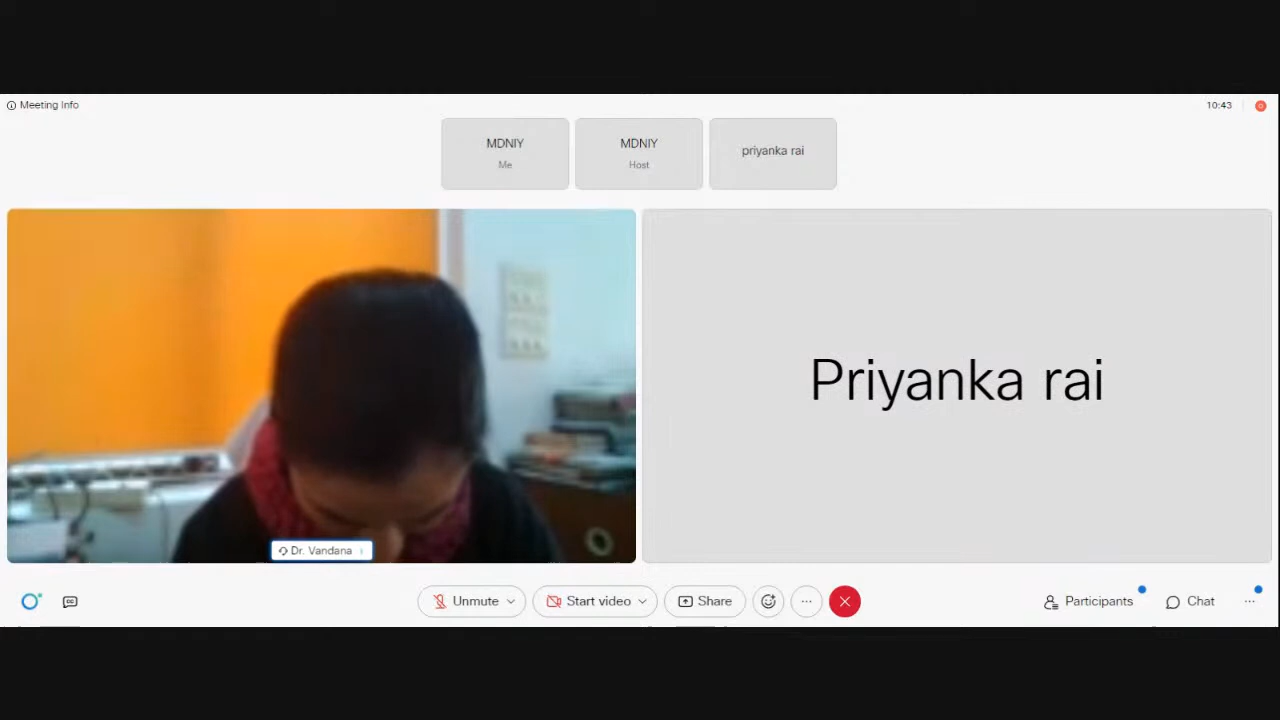 Meeting Info
10:43
MDNIY
Me
MDNIY
Host
priyanka rai
Priyanka rai
Dr. Vandana
Unmute
Start video
Share
Participants
Chat